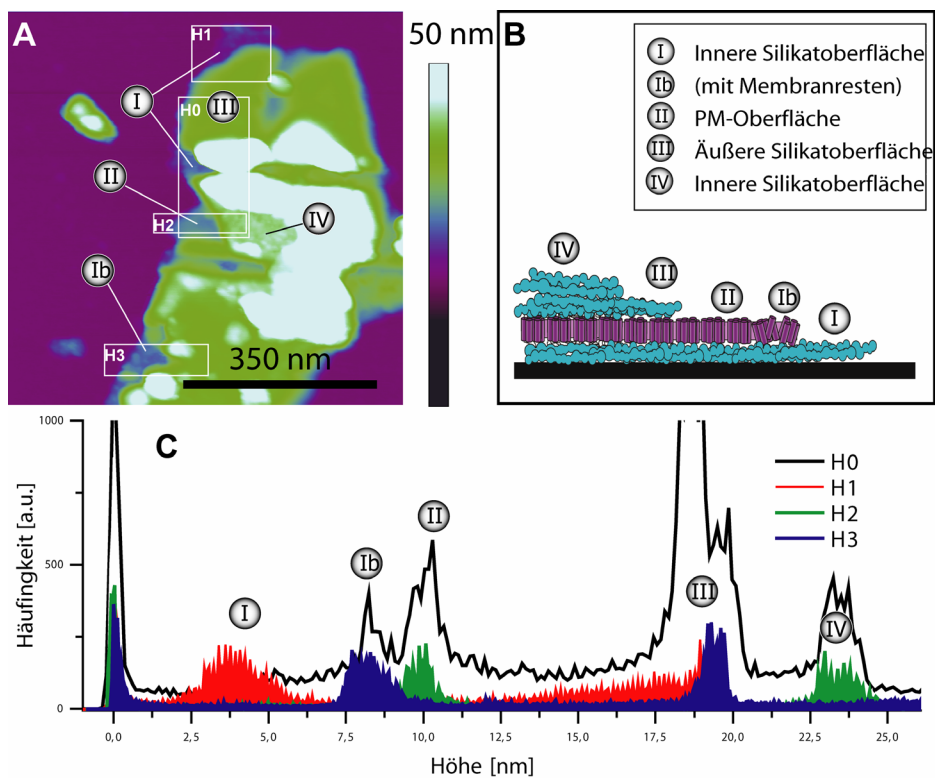 A
H1
I
III
H0
II
H2
IV
Ib
H3
350 nm
50 nm
B
I Innere Silikatoberfläche
Ib (mit Membranresten)
II PM-Oberfläche
III Äußere Silikatoberfläche
IV Innere Silikatoberfläche
IV
III
II
Ib
I
C
1000
500
0
Häufingkeit [a.u.]
I
Ib
II
III
IV
H0
H1
H2
H3
0,0 2,5 5,0 7,5 10,0 12,5 15,0 17,5 20,0 22,5 25,0
Höhe [nm]